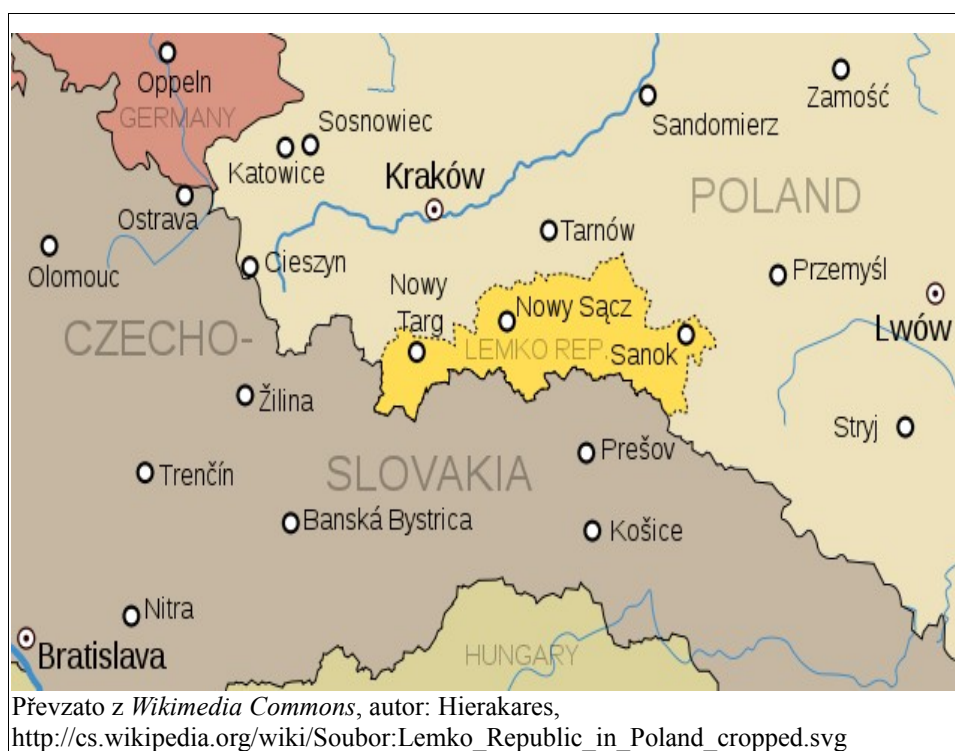 Oppeln
GERMANY
Zamość
Sosnowiec
Sandomierz
Katowice
Kraków
POLAND
Ostrava
Tarnów
Olomouc
Cieszyn
Przemyśl
Nowy
Targ
Nowy Sącz
Lwów
CZECHO-
LEMKO REP.
Sanok
Žilina
Stryj
Prešov
SLOVAKIA
Trenčín
Banská Bystrica
Košice
Nitra
Bratislava
HUNGARY
Převzato z Wikimedia Commons, autor: Hierakares,
http://cs.wikipedia.org/wiki/Soubor:Lemko_Republic_in_Poland_cropped.svg